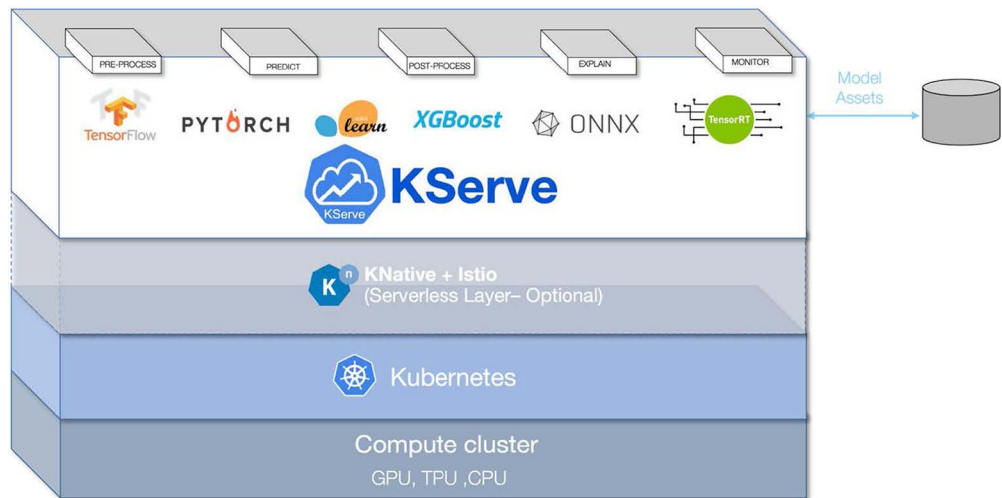 PRE-PROCESS
PREDICT
POST-PROCESS
EXPLAIN
MONITOR
TensorFlow
PYTORCH
learn
XGBoost
ONNX
TensorRT
Model
Assets
KServe
KServe
K n
KNative + Istio
(Serverless Layer– Optional)
Kubernetes
Compute cluster
GPU, TPU ,CPU